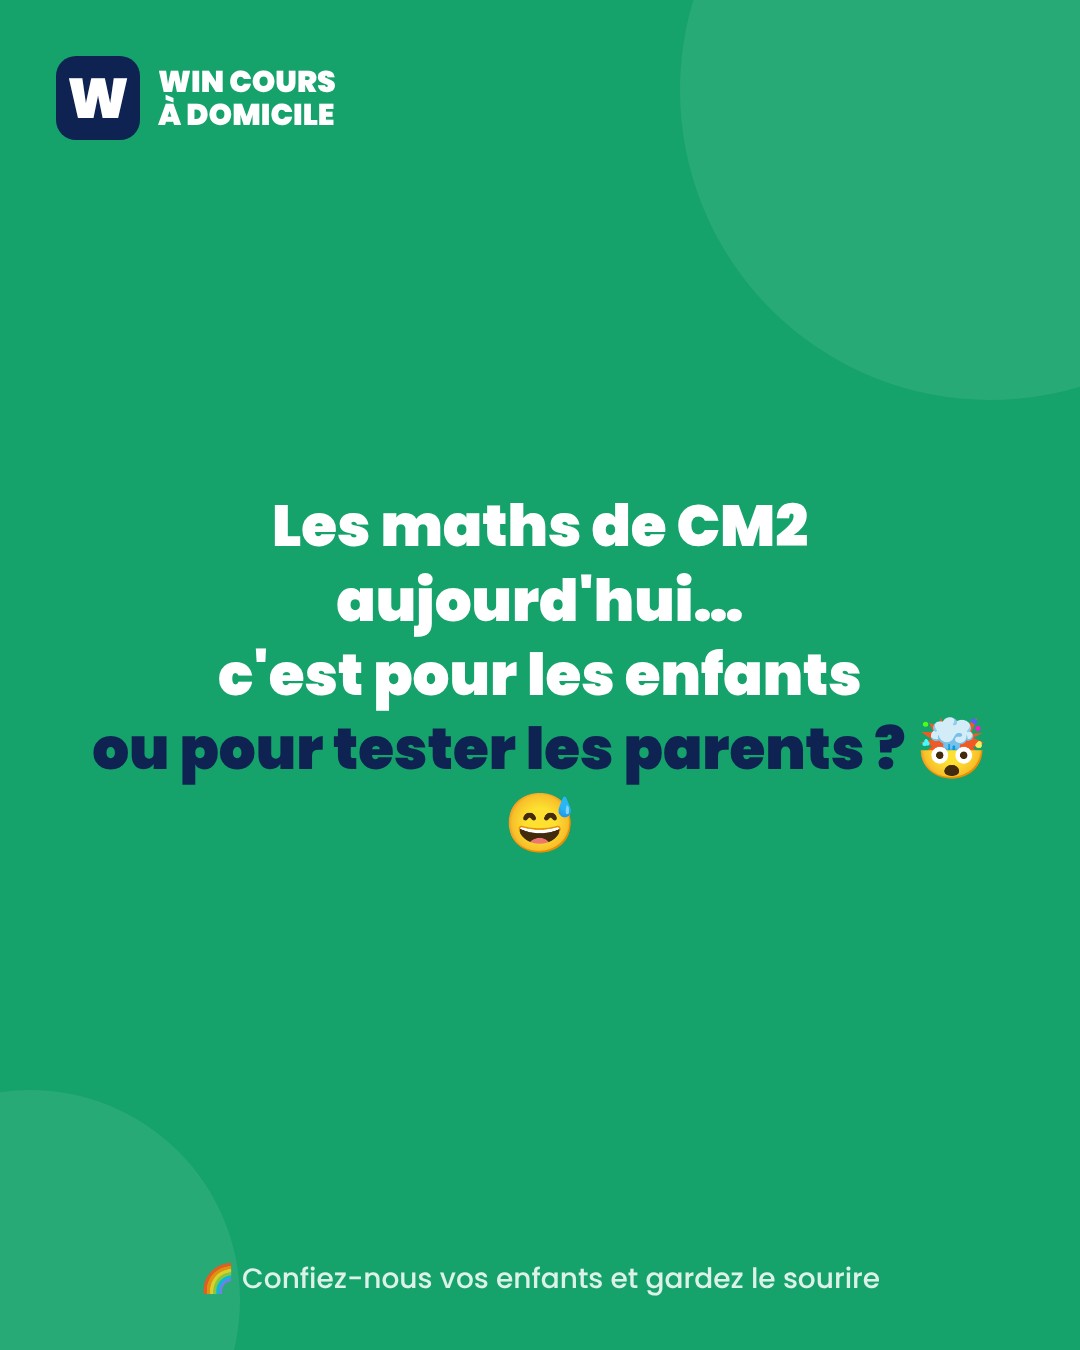 W
WIN COURS
À DOMICILE
Les maths de CM2
aujourd'hui...
c'est pour les enfants
ou pour tester les parents ? 🤯
😅
🌈 Confiez-nous vos enfants et gardez le sourire